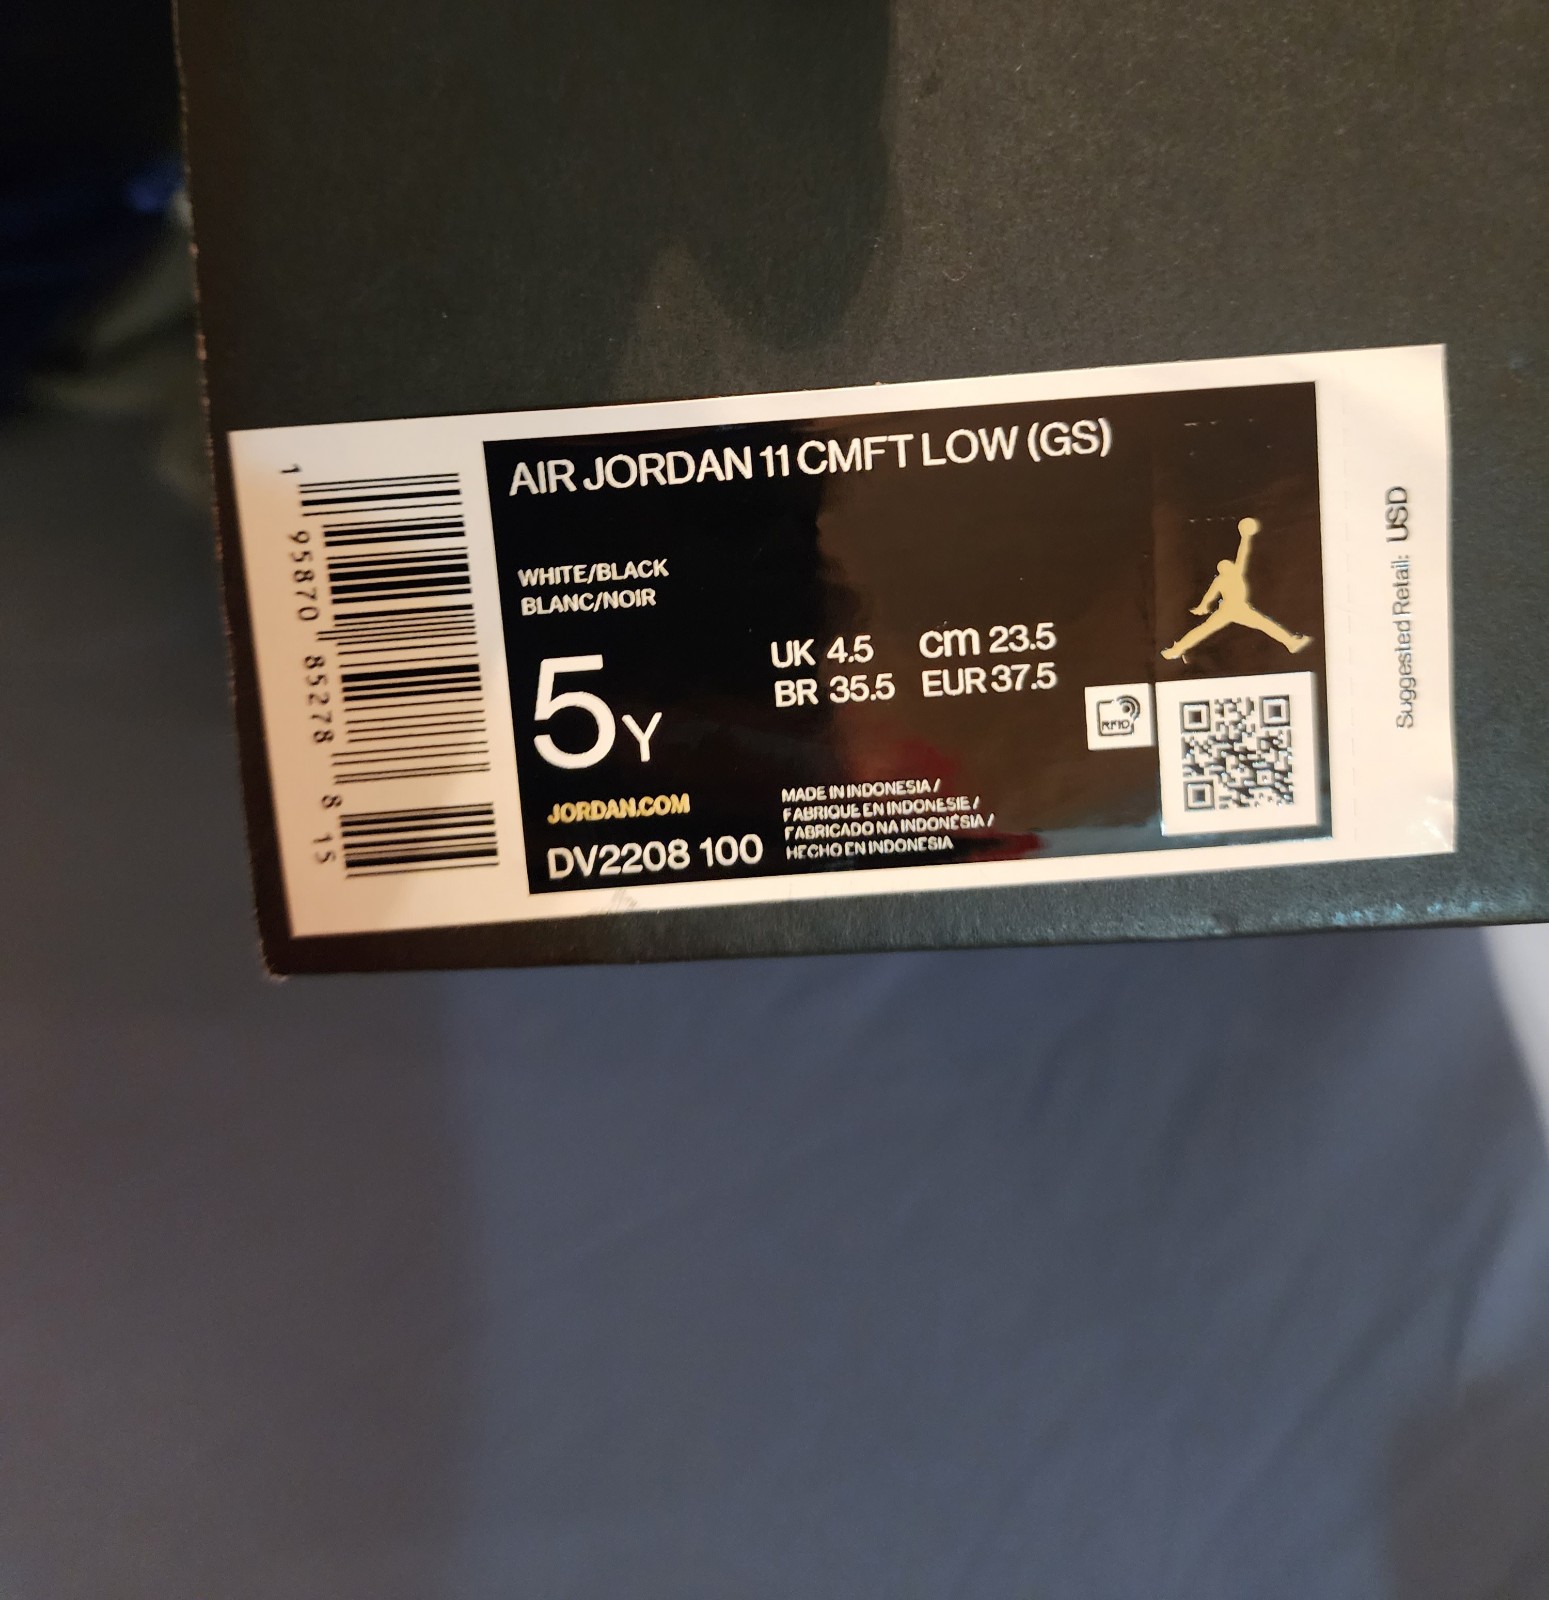 AIR JORDAN 11 CMFT LOW (GS)
WHITE/BLACK
BLANC/NOIR
5Y
UK 4.5 cm 23.5
BR 35.5 EUR 37.5
RFID
JORDAN.COM
DV2208 100
MADE IN INDONESIA /
FABRIQUE EN INDONESIE /
FABRICADO NA INDONÉSIA /
HECHO EN INDONESIA
1 95870 85278 8 15
Suggested Retail: USD